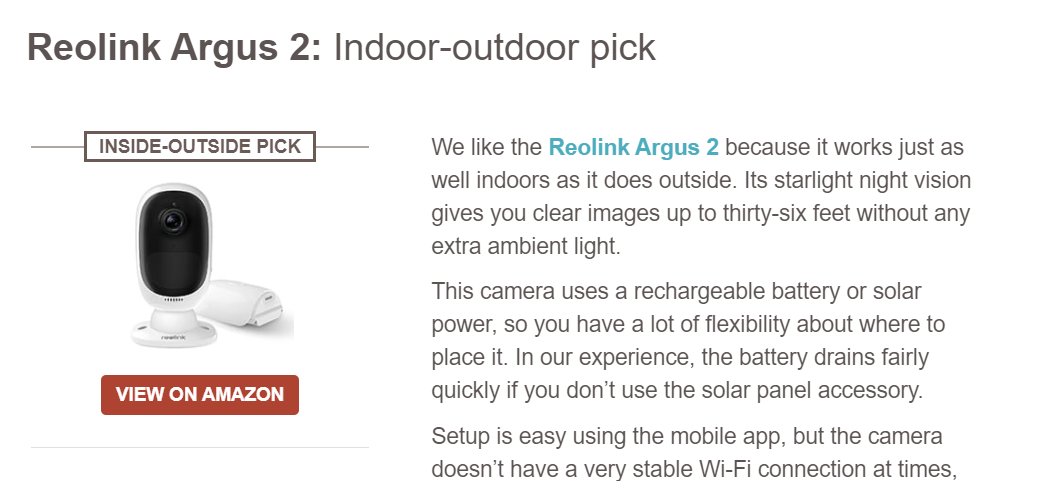 Reolink Argus 2: Indoor-outdoor pick
INSIDE-OUTSIDE PICK
reolink
VIEW ON AMAZON
We like the Reolink Argus 2 because it works just as
well indoors as it does outside. Its starlight night vision
gives you clear images up to thirty-six feet without any
extra ambient light.
This camera uses a rechargeable battery or solar
power, so you have a lot of flexibility about where to
place it. In our experience, the battery drains fairly
quickly if you don’t use the solar panel accessory.
Setup is easy using the mobile app, but the camera
doesn’t have a very stable Wi-Fi connection at times,